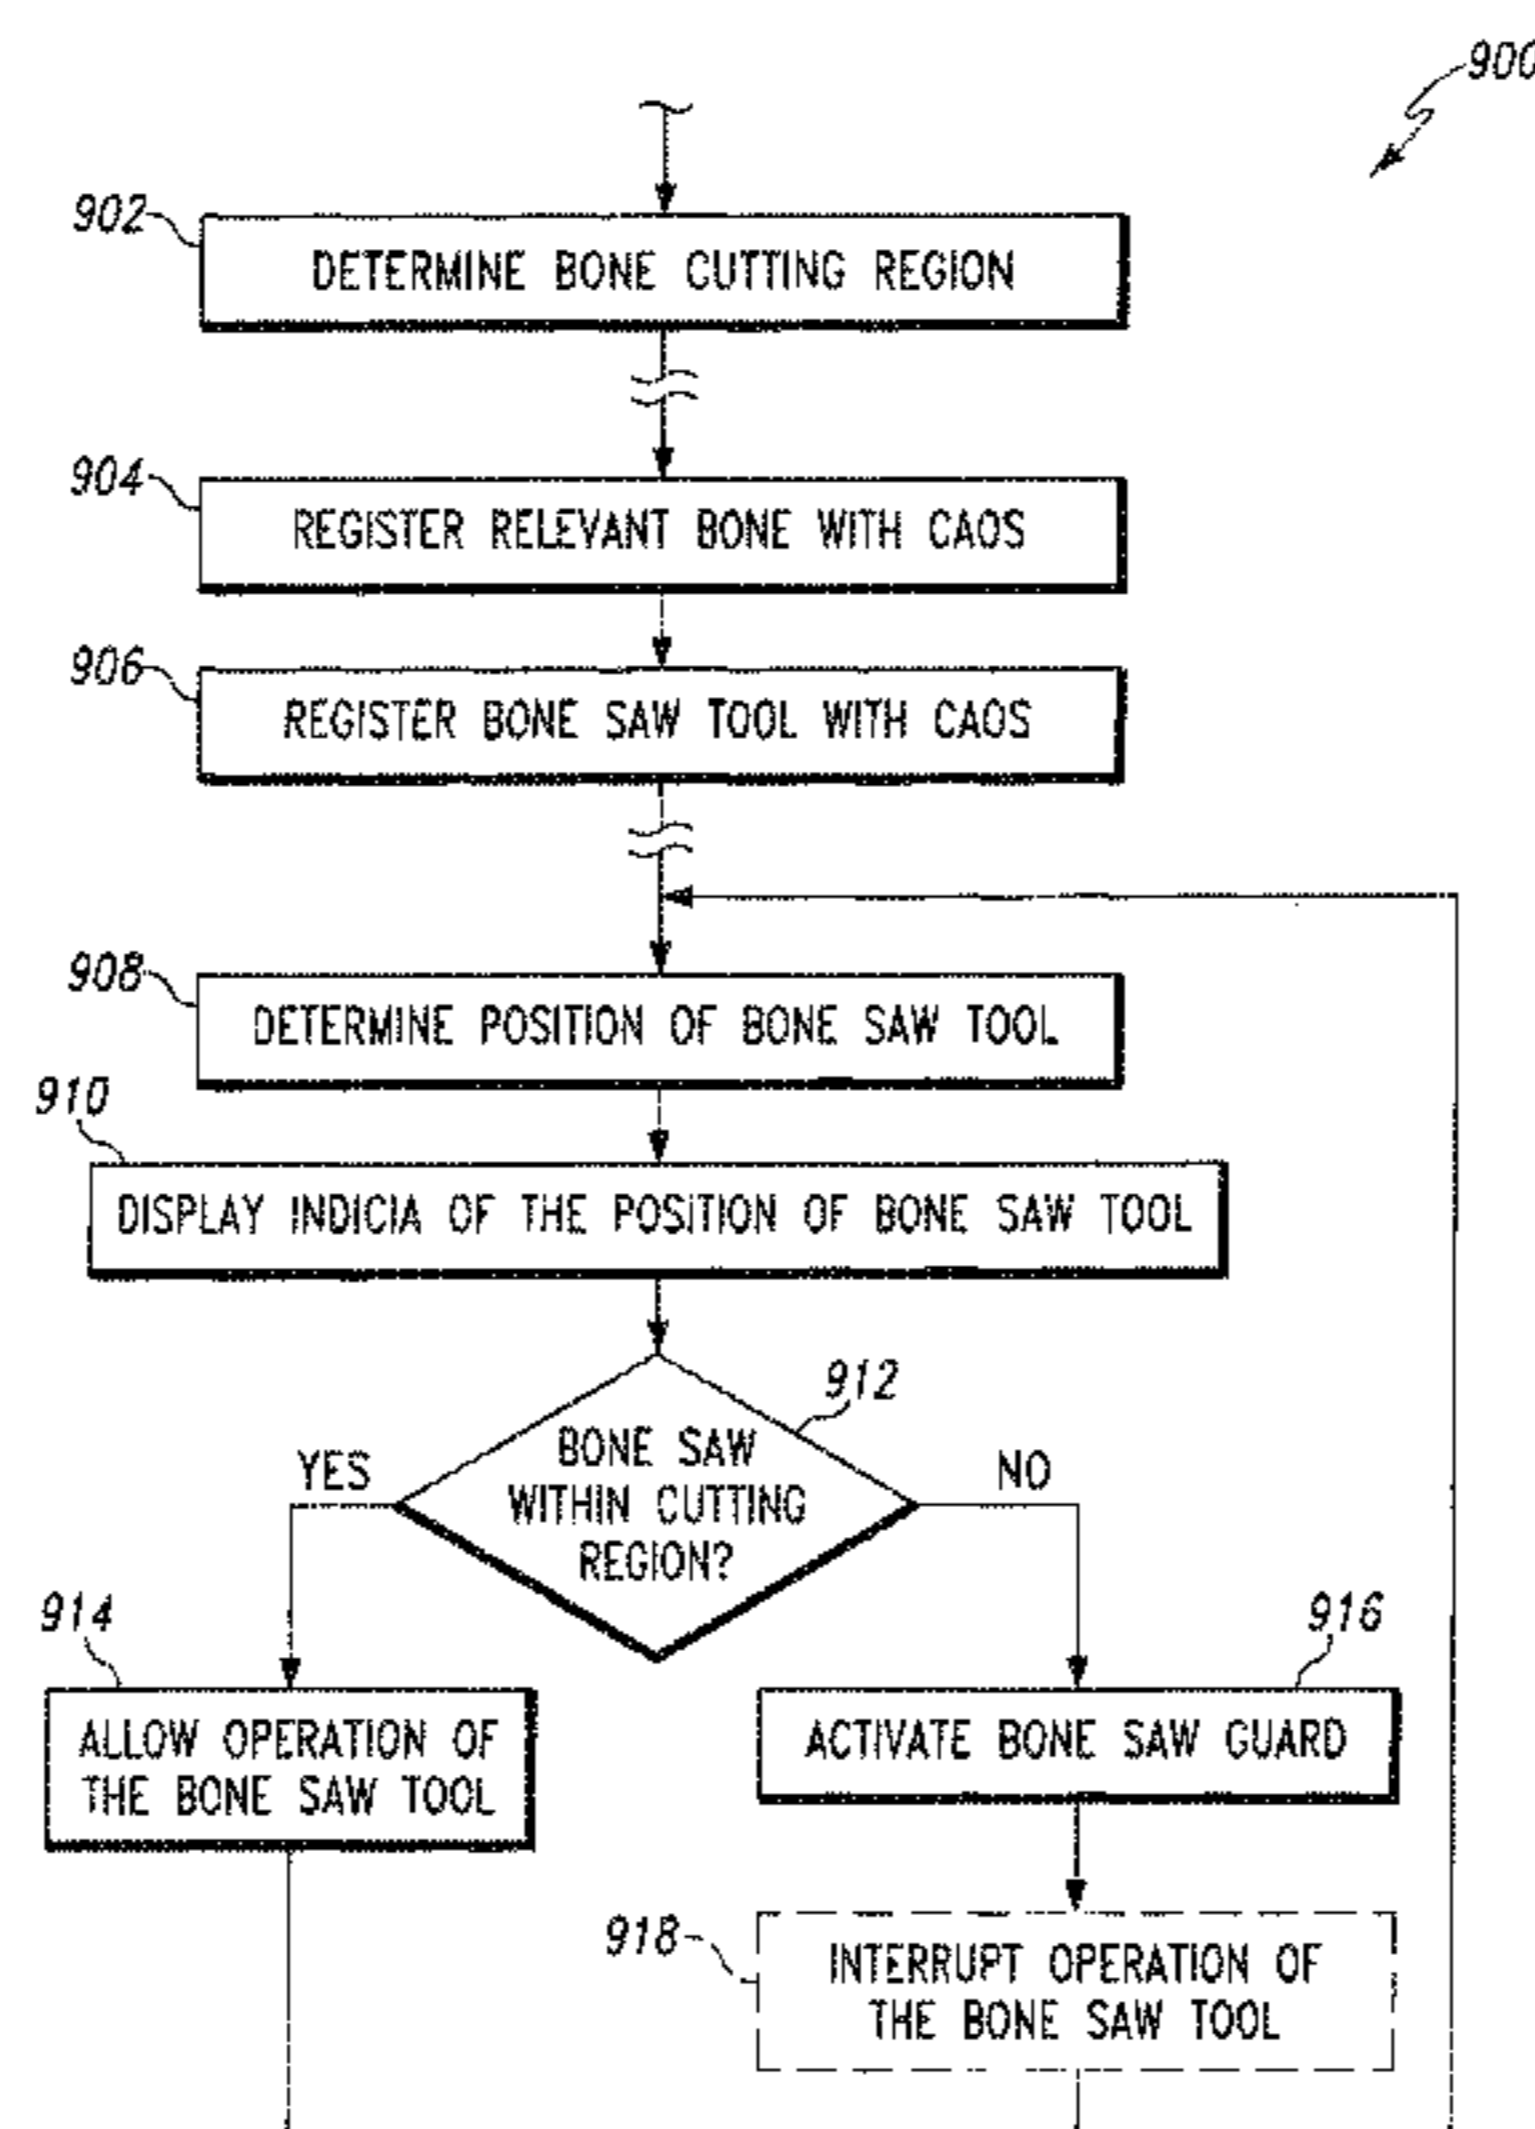 900
902
DETERMINE BONE CUTTING REGION
904
REGISTER RELEVANT BONE WITH CAOS
906
REGISTER BONE SAW TOOL WITH CAOS
908
DETERMINE POSITION OF BONE SAW TOOL
910
DISPLAY INDICIA OF THE POSITION OF BONE SAW TOOL
912
BONE SAW
WITHIN CUTTING
REGION?
YES
NO
914
ALLOW OPERATION OF
THE BONE SAW TOOL
916
ACTIVATE BONE SAW GUARD
918
INTERRUPT OPERATION OF
THE BONE SAW TOOL